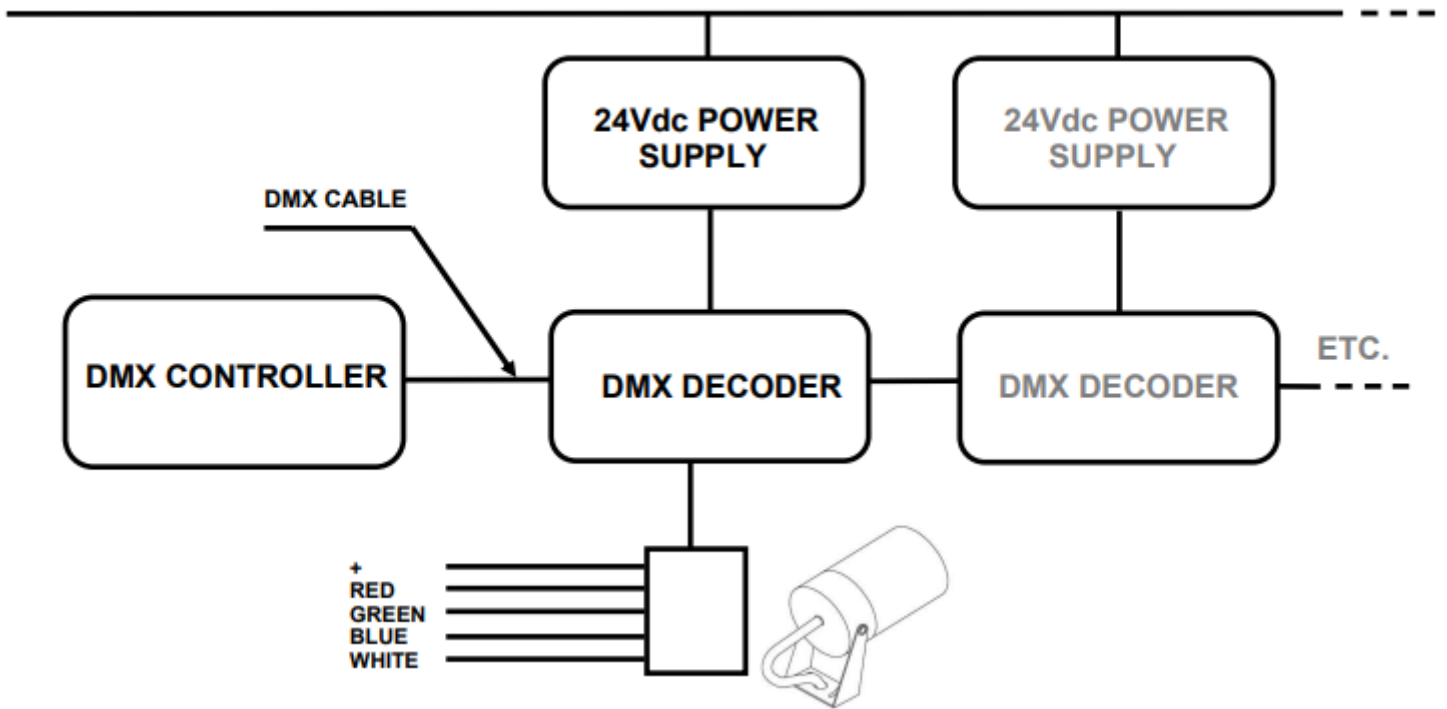 24Vdc POWER
SUPPLY
24Vdc POWER
SUPPLY
DMX CABLE
DMX CONTROLLER
DMX DECODER
DMX DECODER
ETC.
+
RED
GREEN
BLUE
WHITE